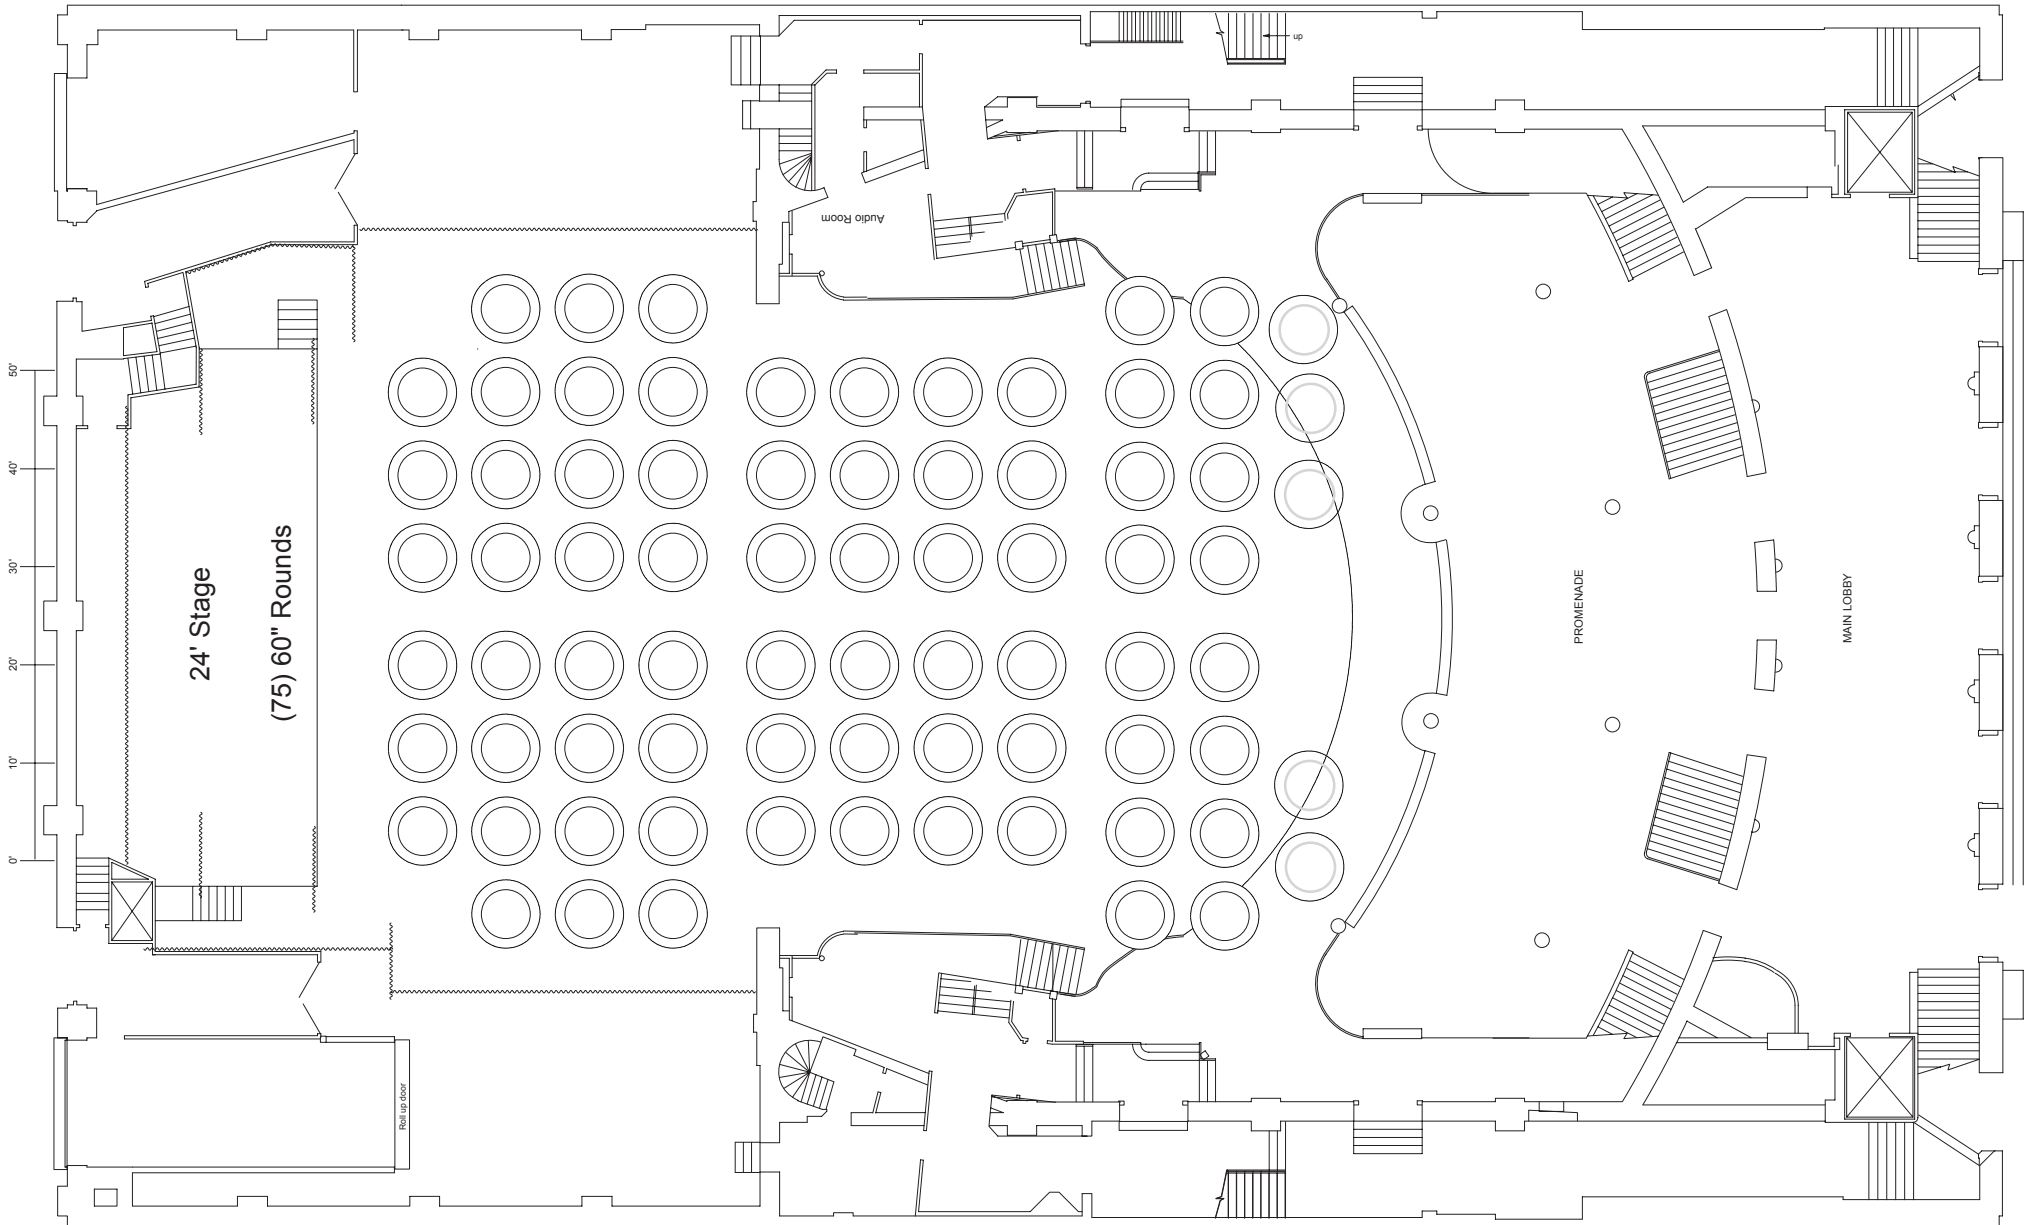 up
Audio Room
50'
40'
30'
20'
10'
0'
24' Stage
(75) 60" Rounds
PROMENADE
MAIN LOBBY
Roll up door